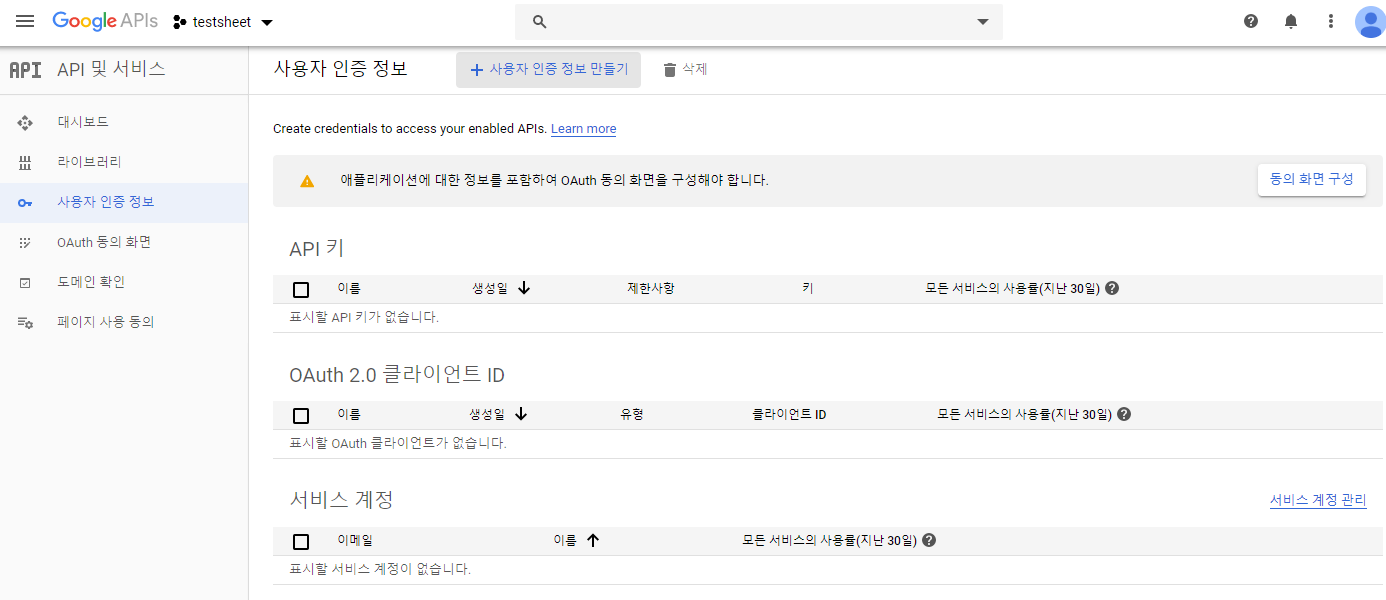 Google APIs testsheet
API API 및 서비스
사용자 인증 정보
사용자 인증 정보 만들기
삭제
대시보드
라이브러리
사용자 인증 정보
OAuth 동의 화면
도메인 확인
페이지 사용 동의
Create credentials to access your enabled APIs. Learn more
애플리케이션에 대한 정보를 포함하여 OAuth 동의 화면을 구성해야 합니다.
동의 화면 구성
API 키
이름 생성일 제한사항 키 모든 서비스의 사용률(지난 30일)
표시할 API 키가 없습니다.
OAuth 2.0 클라이언트 ID
이름 생성일 유형 클라이언트 ID 모든 서비스의 사용률(지난 30일)
표시할 OAuth 클라이언트가 없습니다.
서비스 계정
서비스 계정 관리
이메일 이름 모든 서비스의 사용률(지난 30일)
표시할 서비스 계정이 없습니다.